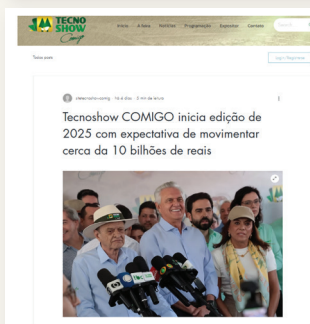 TECNO
SHOW
Comigo
Início A feira Notícias Programação Expositor Contato
Todos posts
Tecnoshow COMIGO inicia edição de
2025 com expectativa de movimentar
cerca da 10 bilhões de reais